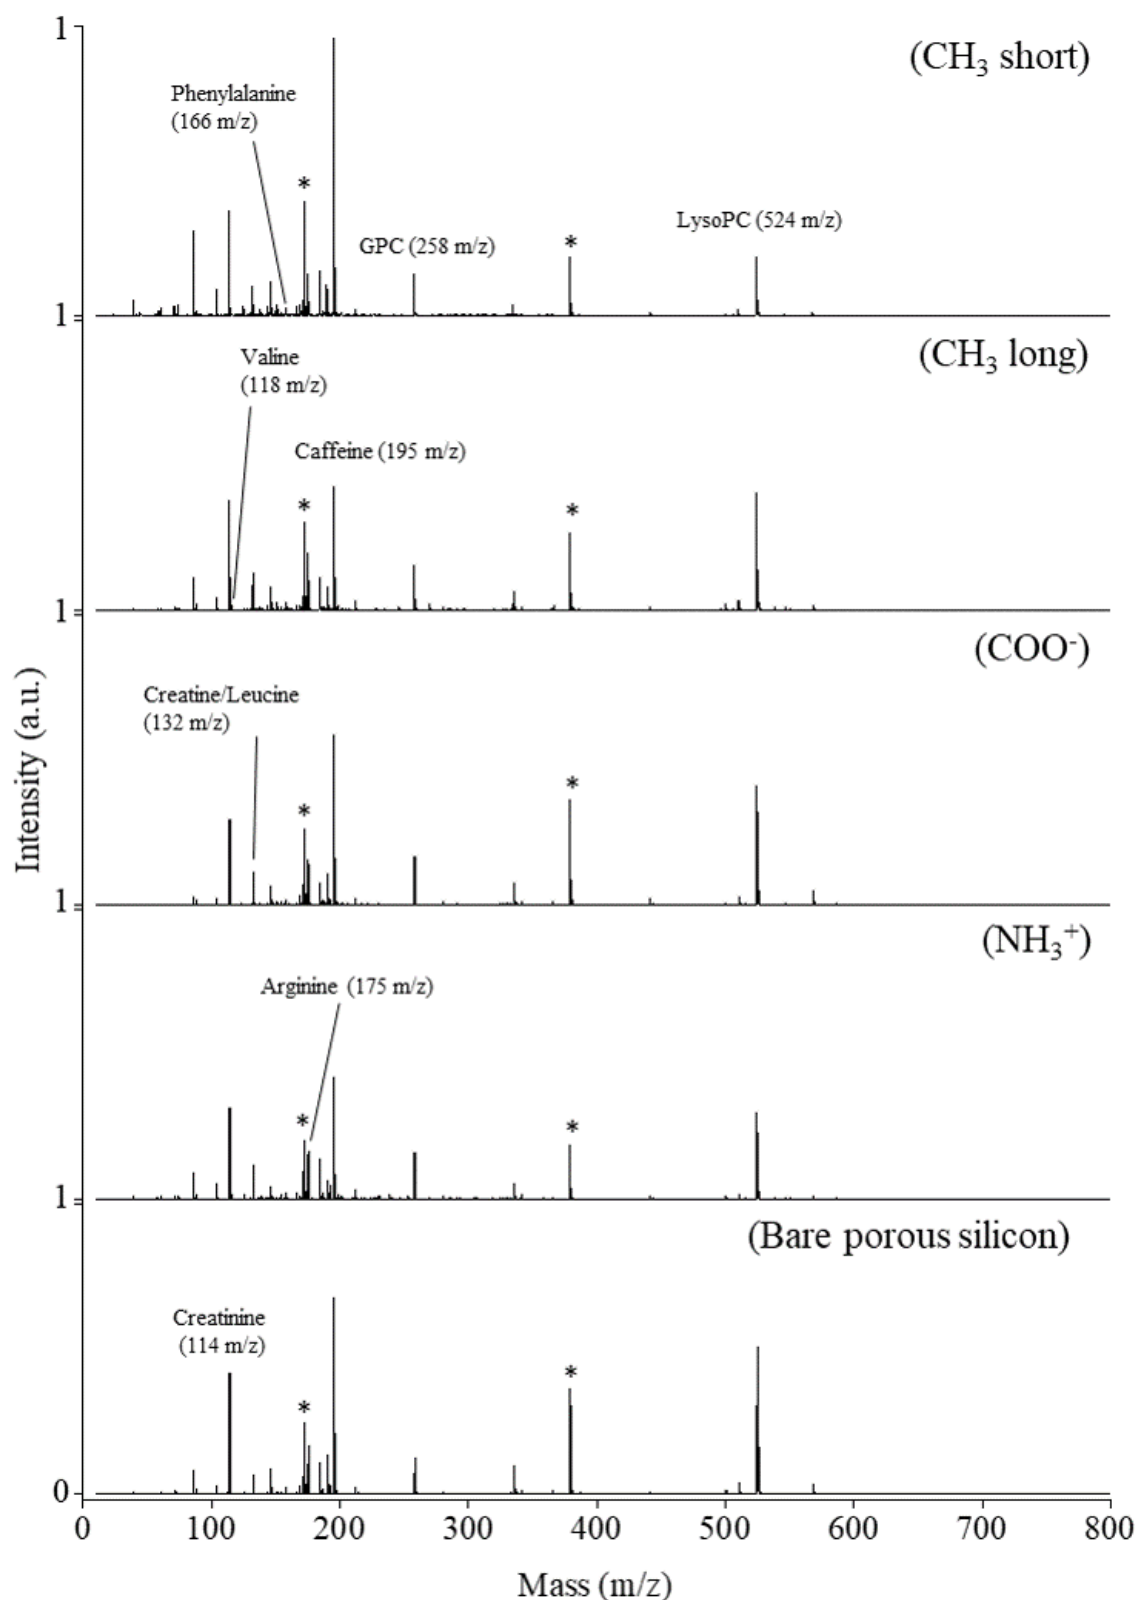 1
(CH₃ short)
Phenylalanine
(166 m/z)
*
GPC (258 m/z)
*
LysoPC (524 m/z)
1
(CH₃ long)
Valine
(118 m/z)
Caffeine (195 m/z)
*
*
1
(COO⁻)
Creatine/Leucine
(132 m/z)
*
*
1
(NH₃⁺)
Arginine (175 m/z)
*
*
1
(Bare porous silicon)
Creatinine
(114 m/z)
*
*
0
Intensity (a.u.)
0 100 200 300 400 500 600 700 800
Mass (m/z)